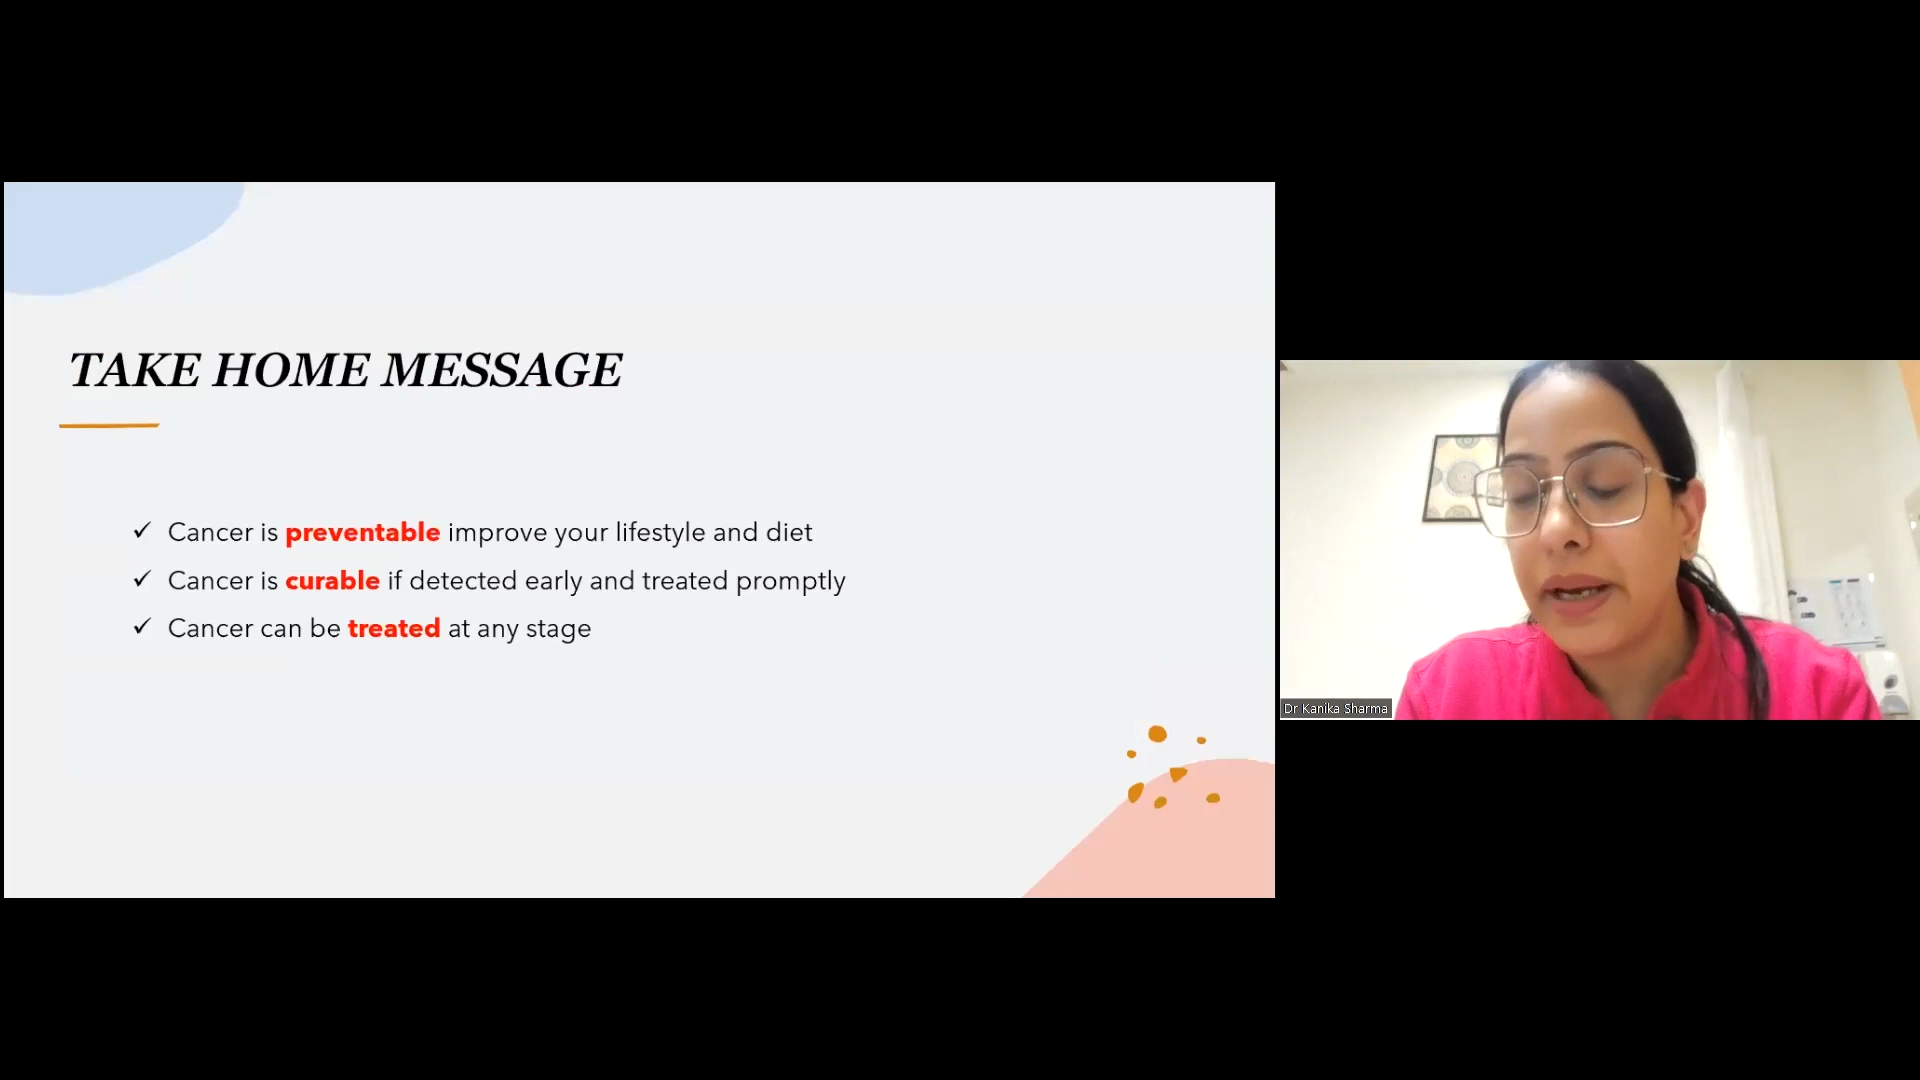 TAKE HOME MESSAGE
✓ Cancer is preventable improve your lifestyle and diet
✓ Cancer is curable if detected early and treated promptly
✓ Cancer can be treated at any stage
Dr Kanika Sharma